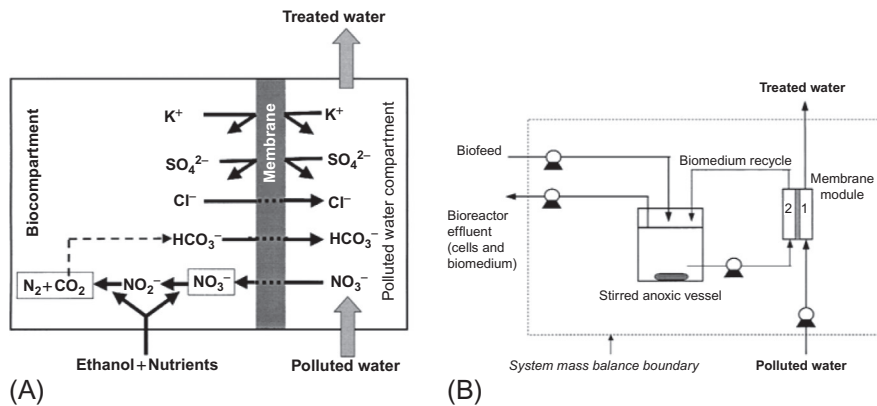 Treated water
Biocompartment
Membrane
Polluted water compartment
K⁺
K⁺
SO₄²⁻
SO₄²⁻
Cl⁻
Cl⁻
HCO₃⁻
HCO₃⁻
N₂+CO₂
NO₂⁻
NO₃⁻
NO₃⁻
Ethanol+Nutrients
Polluted water
(A)
Treated water
Biofeed
Biomedium recycle
Membrane
module
2
1
Bioreactor
effluent
(cells and
biomedium)
Stirred anoxic vessel
System mass balance boundary
Polluted water
(B)